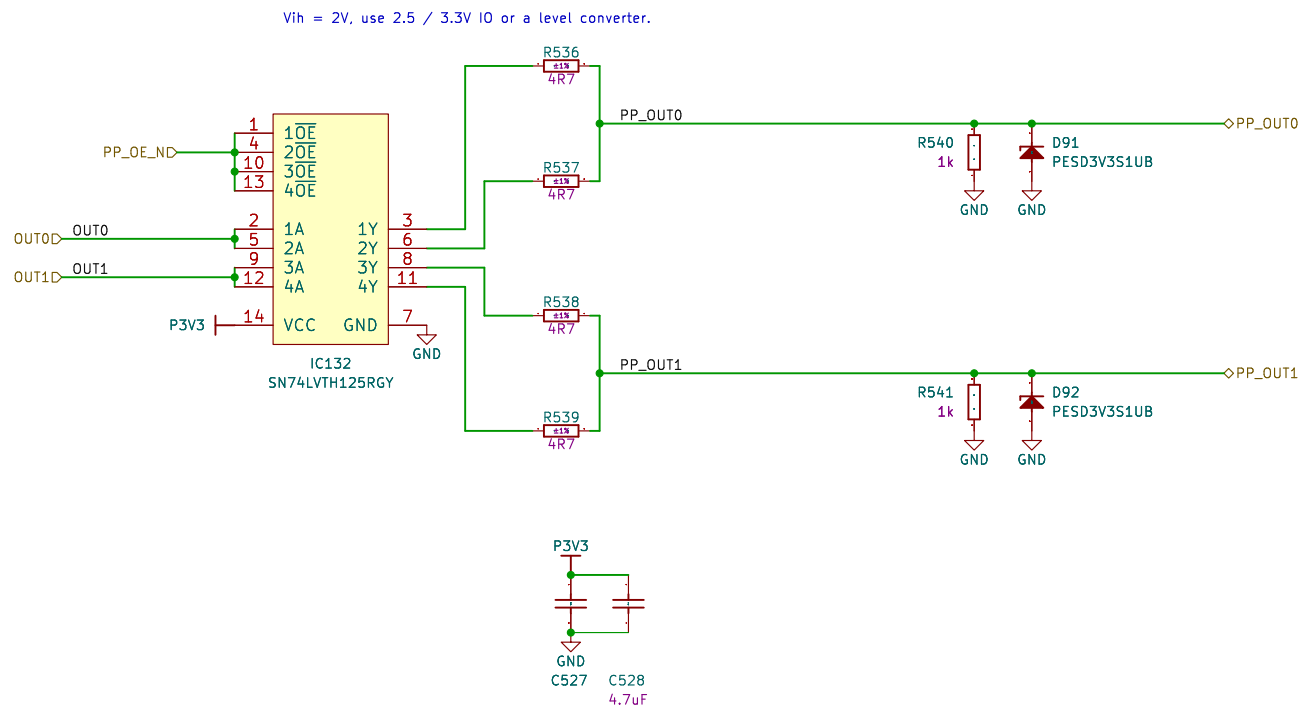 Vih = 2V, use 2.5 / 3.3V IO or a level converter.
R536
±1%
4R7
PP_OUT0
PP_OUT0
1 1OE
4 2OE
10 3OE
13 4OE
PP_OE_N
R540
1k
GND
D91
PESD3V3S1UB
GND
R537
±1%
4R7
OUT0 OUT0
2 1A 1Y 3
5 2A 2Y 6
OUT1 OUT1
9 3A 3Y 8
12 4A 4Y 11
P3V3 14 VCC GND 7
GND
IC132
SN74LVTH125RGY
R538
±1%
4R7
PP_OUT1
PP_OUT1
R541
1k
GND
D92
PESD3V3S1UB
GND
R539
±1%
4R7
P3V3
GND
C527 C528
4.7uF